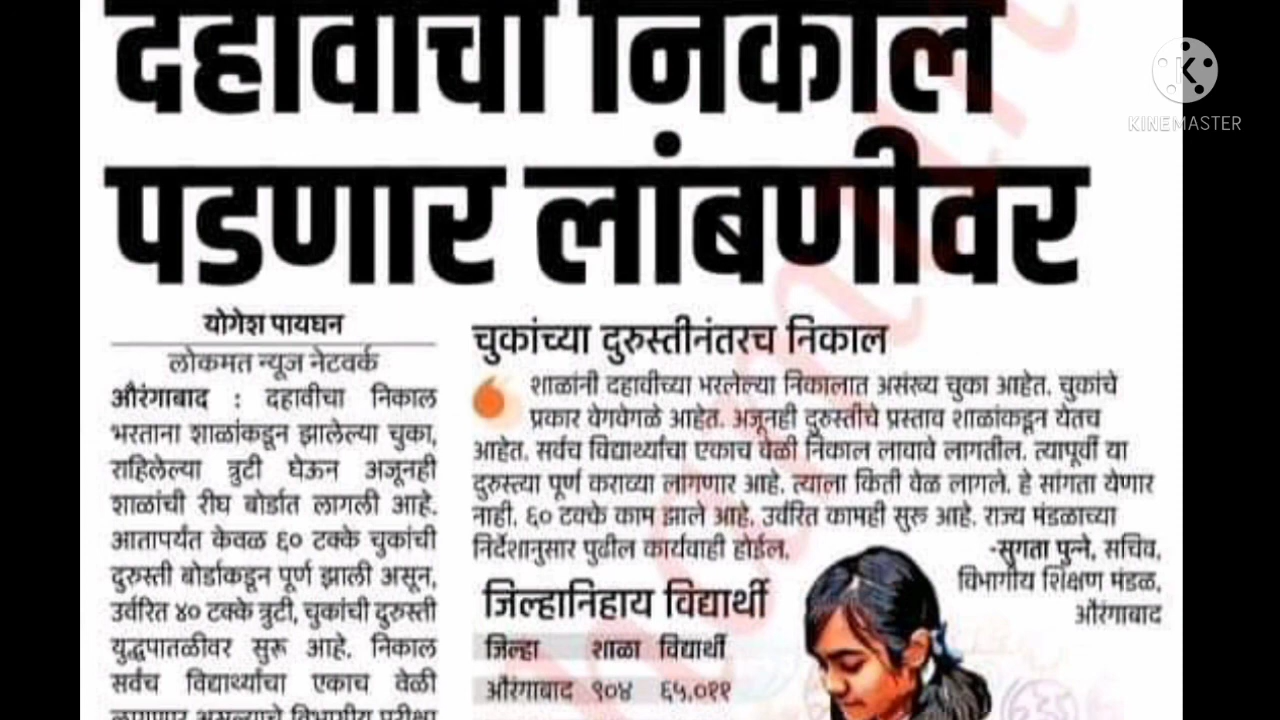 दहावीचा निकाल
पडणार लांबणीवर
KINEMASTER
योगेश पायघन
लोकमत न्यूज नेटवर्क
औरंगाबाद : दहावीचा निकाल
भरताना शाळांकडून झालेल्या चुका,
राहिलेल्या त्रुटी घेऊन अजूनही
शाळांची रीघ बोर्डात लागली आहे.
आतापर्यंत केवळ ६० टक्के चुकांची
दुरुस्ती बोर्डाकडून पूर्ण झाली असून,
उर्वरित ४० टक्के त्रुटी, चुकांची दुरुस्ती
युद्धपातळीवर सुरू आहे. निकाल
सर्वच विद्यार्थ्यांचा एकाच वेळी
लागणार असल्याचे विभागीय परीक्षा
चुकांच्या दुरुस्तीनंतरच निकाल
शाळांनी दहावीच्या भरलेल्या निकालात असंख्य चुका आहेत. चुकांचे
प्रकार वेगवेगळे आहेत. अजूनही दुरुस्तीचे प्रस्ताव शाळांकडून येतच
आहेत. सर्वच विद्यार्थ्यांचा एकाच वेळी निकाल लावावे लागतील. त्यापूर्वी या
दुरुस्त्या पूर्ण कराव्या लागणार आहे. त्याला किती वेळ लागले. हे सांगता येणार
नाही. ६० टक्के काम झाले आहे. उर्वरित कामही सुरु आहे. राज्य मंडळाच्या
निर्देशानुसार पुढील कार्यवाही होईल.
-सुगता पुन्ने, सचिव,
विभागीय शिक्षण मंडळ,
औरंगाबाद
जिल्हानिहाय विद्यार्थी
जिल्हा शाळा विद्यार्थी
औरंगाबाद ९०४ ६५,०११